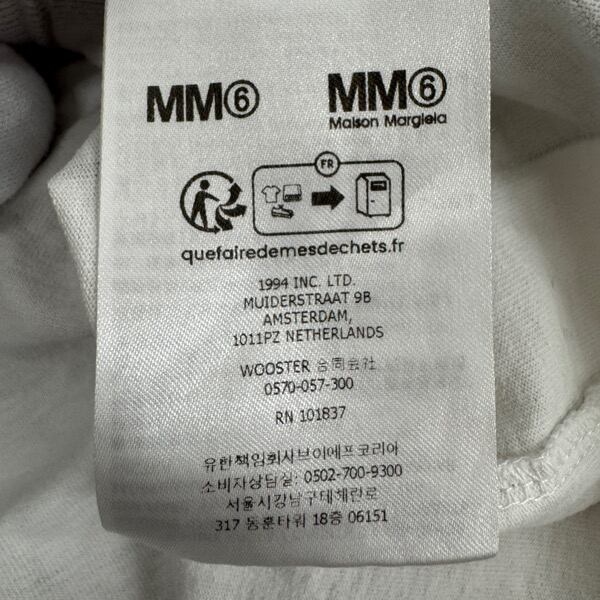 MM⑥ MM⑥
Maison Margiela
FR
quefairedemesdechets.fr
1994 INC. LTD.
MUIDERSTRAAT 9B
AMSTERDAM,
1011PZ NETHERLANDS
WOOSTER 合同会社
0570-057-300
RN 101837
유한책임회사브이에프코리아
소비자상담실: 0502-700-9300
서울시강남구테헤란로
317 동훈타워 18층 06151